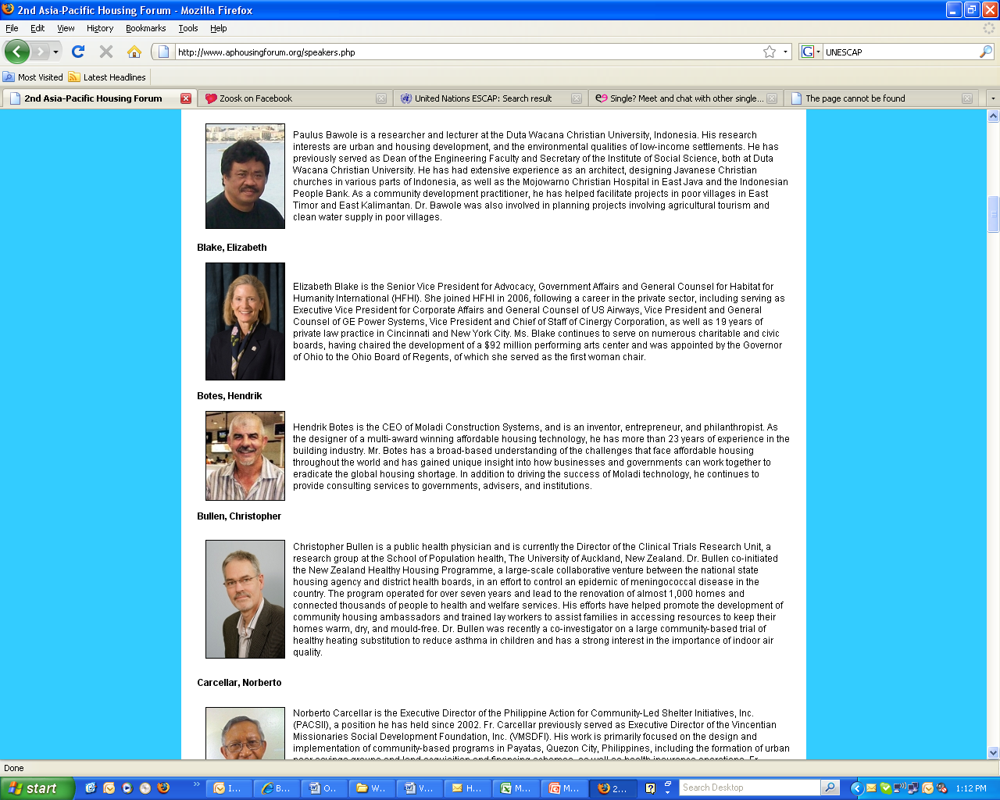 2nd Asia-Pacific Housing Forum - Mozilla Firefox
File Edit View History Bookmarks Tools Help
http://www.aphousingforum.org/speakers.php
G UNESCAP
Most Visited Latest Headlines
2nd Asia-Pacific Housing Forum
Zoosk on Facebook
United Nations ESCAP: Search result
Single? Meet and chat with other single...
The page cannot be found
Paulus Bawole is a researcher and lecturer at the Duta Wacana Christian University, Indonesia. His research
interests are urban and housing development, and the environmental qualities of low-income settlements. He has
previously served as Dean of the Engineering Faculty and Secretary of the Institute of Social Science, both at Duta
Wacana Christian University. He has had extensive experience as an architect, designing Javanese Christian
churches in various parts of Indonesia, as well as the Mojowarno Christian Hospital in East Java and the Indonesian
People Bank. As a community development practitioner, he has helped facilitate projects in poor villages in East
Timor and East Kalimantan. Dr. Bawole was also involved in planning projects involving agricultural tourism and
clean water supply in poor villages.
Blake, Elizabeth
Elizabeth Blake is the Senior Vice President for Advocacy, Government Affairs and General Counsel for Habitat for
Humanity International (HFHI). She joined HFHI in 2006, following a career in the private sector, including serving as
Executive Vice President for Corporate Affairs and General Counsel of US Airways, Vice President and General
Counsel of GE Power Systems, Vice President and Chief of Staff of Cinergy Corporation, as well as 19 years of
private law practice in Cincinnati and New York City. Ms. Blake continues to serve on numerous charitable and civic
boards, having chaired the development of a $92 million performing arts center and was appointed by the Governor
of Ohio to the Ohio Board of Regents, of which she served as the first woman chair.
Botes, Hendrik
Hendrik Botes is the CEO of Moladi Construction Systems, and is an inventor, entrepreneur, and philanthropist. As
the designer of a multi-award winning affordable housing technology, he has more than 23 years of experience in the
building industry. Mr. Botes has a broad-based understanding of the challenges that face affordable housing
throughout the world and has gained unique insight into how businesses and governments can work together to
eradicate the global housing shortage. In addition to driving the success of Moladi technology, he continues to
provide consulting services to governments, advisers, and institutions.
Bullen, Christopher
Christopher Bullen is a public health physician and is currently the Director of the Clinical Trials Research Unit, a
research group at the School of Population health, The University of Auckland, New Zealand. Dr. Bullen co-initiated
the New Zealand Healthy Housing Programme, a large-scale collaborative venture between the national state
housing agency and district health boards, in an effort to control an epidemic of meningococcal disease in the
country. The program operated for over seven years and lead to the renovation of almost 1,000 homes and
connected thousands of people to health and welfare services. His efforts have helped promote the development of
community housing ambassadors and trained lay workers to assist families in accessing resources to keep their
homes warm, dry, and mould-free. Dr. Bullen was recently a co-investigator on a large community-based trial of
healthy heating substitution to reduce asthma in children and has a strong interest in the importance of indoor air
quality.
Carcellar, Norberto
Norberto Carcellar is the Executive Director of the Philippine Action for Community-Led Shelter Initiatives, Inc.
(PACSII), a position he has held since 2002. Fr. Carcellar previously served as Executive Director of the Vincentian
Missionaries Social Development Foundation, Inc. (VMSDFI). His work is primarily focused on the design and
implementation of community-based programs in Payatas, Quezon City, Philippines, including the formation of urban
poor savings groups and land acquisition and financing schemes, as well as health insurance operations. Fr.
Done
start I... B... O... W... V... H... M... M... 2... Search Desktop 1:12 PM